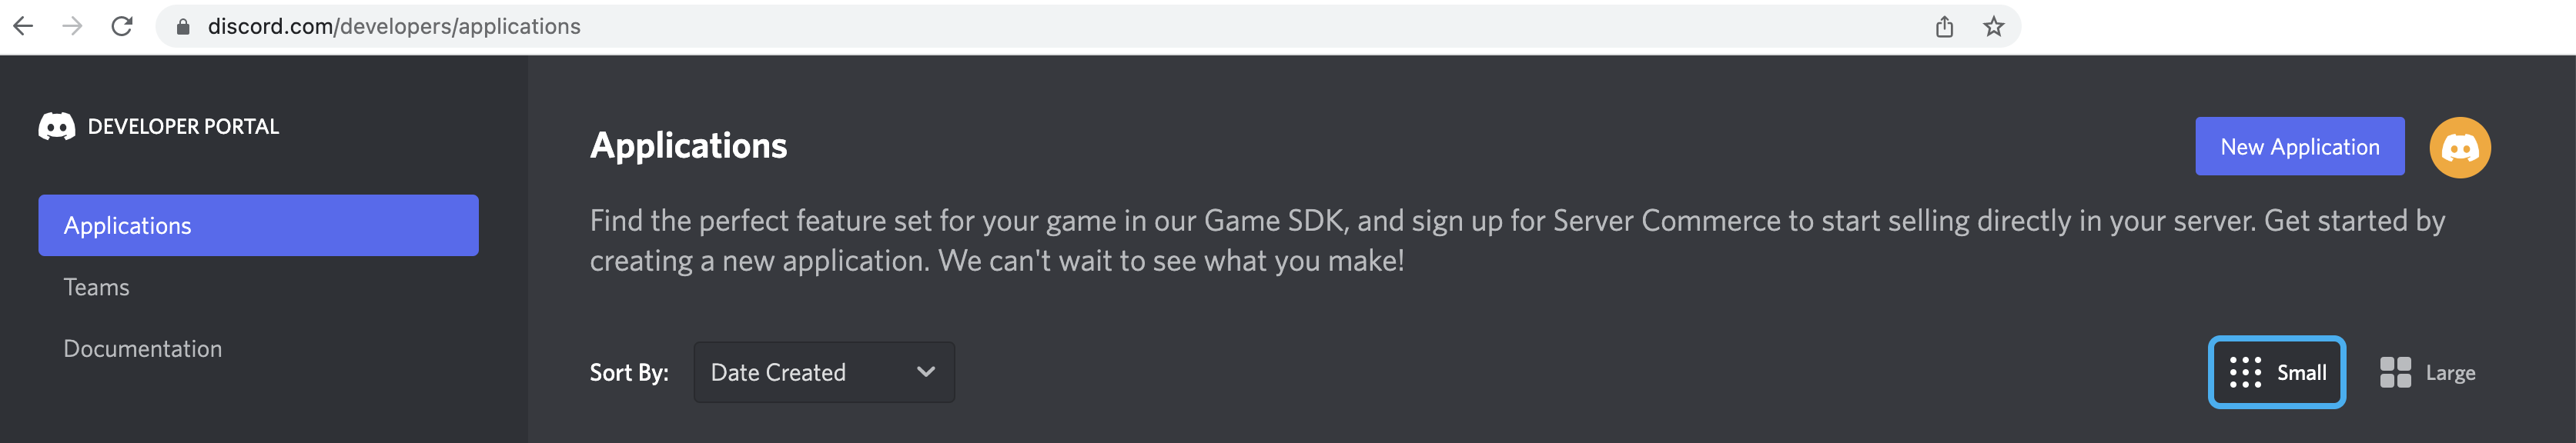 discord.com/developers/applications
DEVELOPER PORTAL
Applications
Teams
Documentation
Applications
New Application
Find the perfect feature set for your game in our Game SDK, and sign up for Server Commerce to start selling directly in your server. Get started by
creating a new application. We can't wait to see what you make!
Sort By: Date Created
Small Large